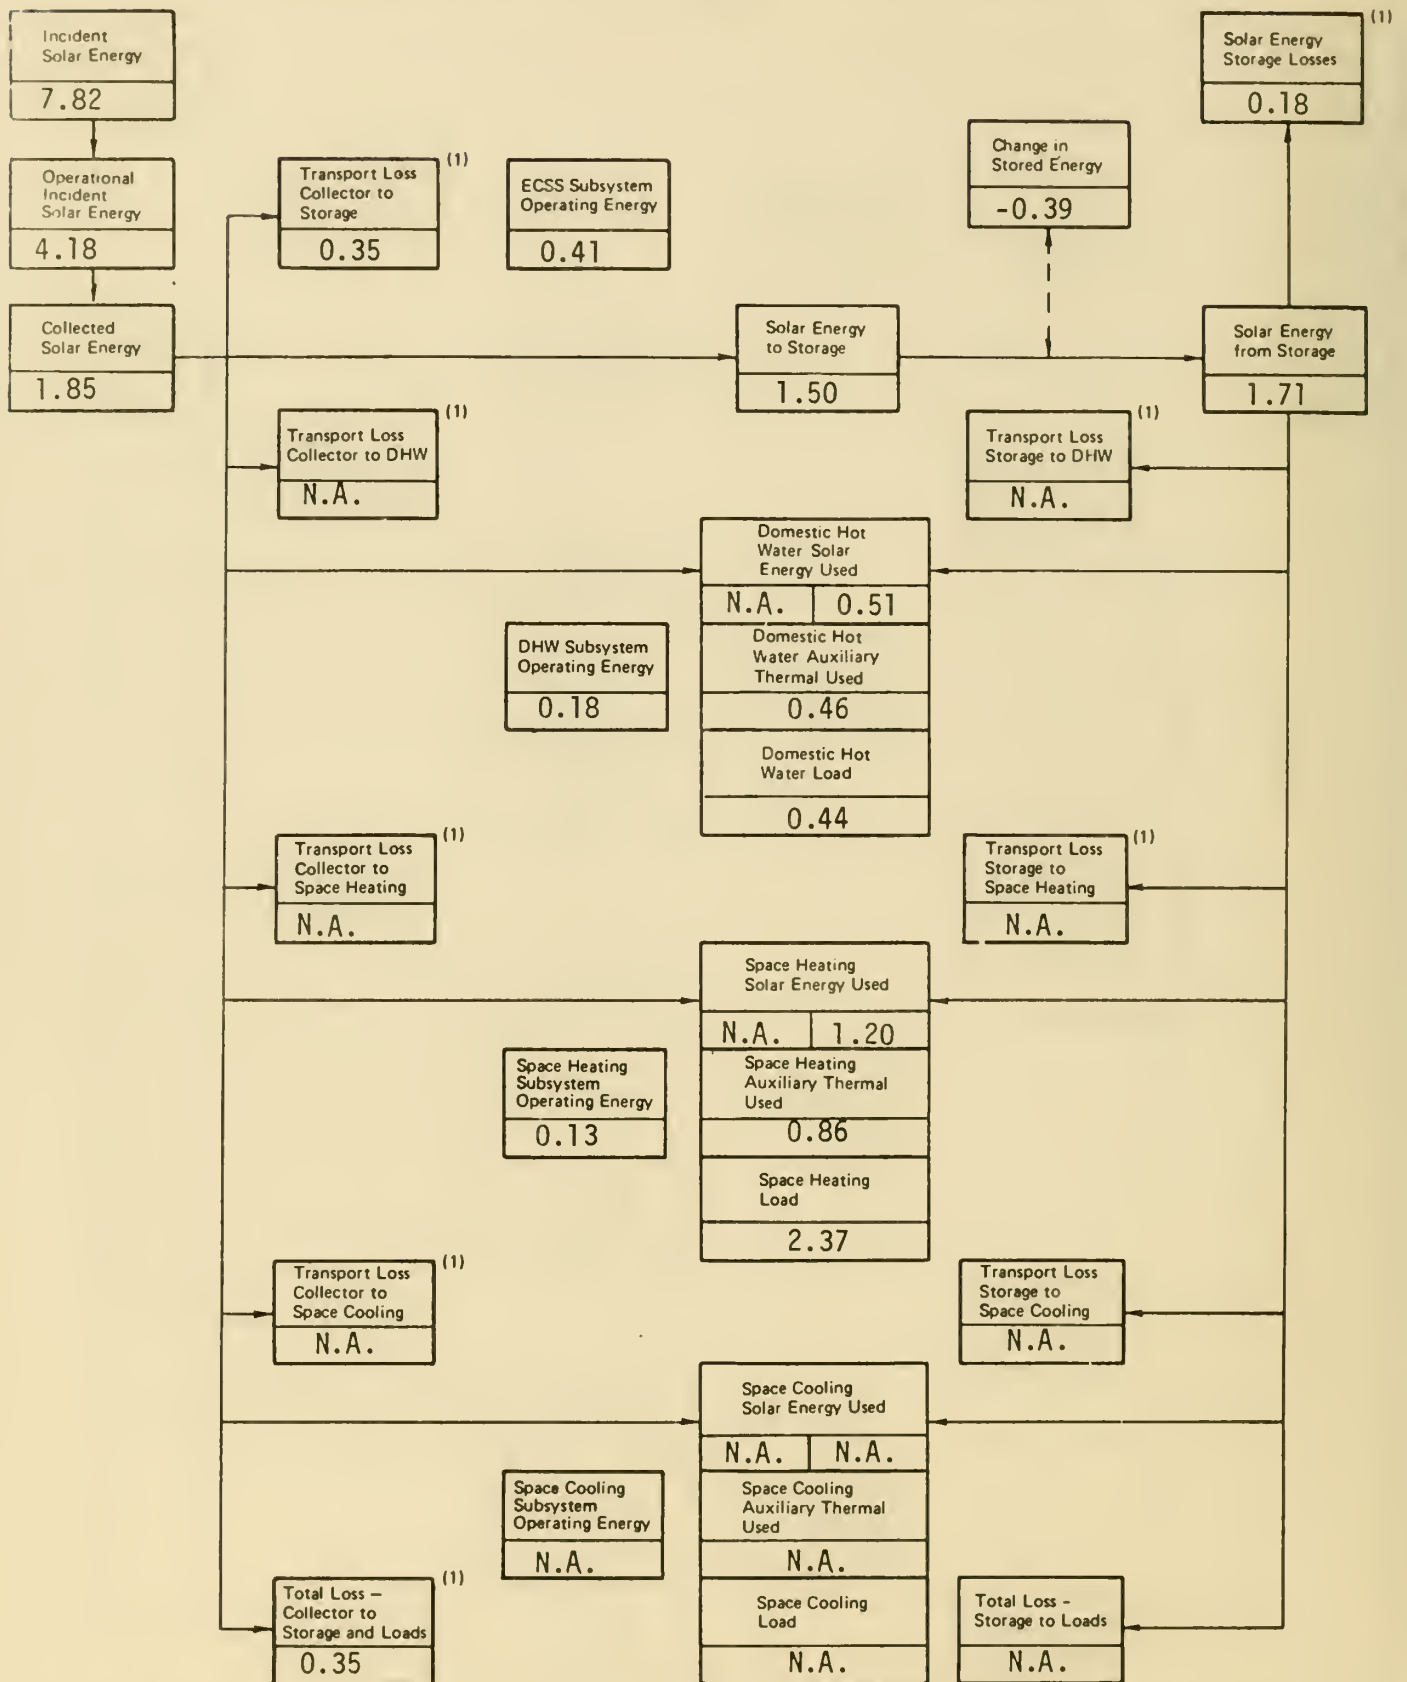 Incident
Solar Energy
7.82
(1)
Solar Energy
Storage Losses
0.18
Change in
Stored Energy
-0.39
Operational
Incident
Solar Energy
4.18
(1)
Transport Loss
Collector to
Storage
0.35
ECSS Subsystem
Operating Energy
0.41
Collected
Solar Energy
1.85
Solar Energy
to Storage
1.50
Solar Energy
from Storage
1.71
(1)
Transport Loss
Collector to DHW
N.A.
(1)
Transport Loss
Storage to DHW
N.A.
Domestic Hot
Water Solar
Energy Used
N.A. 0.51
Domestic Hot
Water Auxiliary
Thermal Used
0.46
Domestic Hot
Water Load
0.44
DHW Subsystem
Operating Energy
0.18
(1)
Transport Loss
Collector to
Space Heating
N.A.
(1)
Transport Loss
Storage to
Space Heating
N.A.
Space Heating
Solar Energy Used
N.A. 1.20
Space Heating
Auxiliary Thermal
Used
0.86
Space Heating
Load
2.37
Space Heating
Subsystem
Operating Energy
0.13
(1)
Transport Loss
Collector to
Space Cooling
N.A.
Transport Loss
Storage to
Space Cooling
N.A.
Space Cooling
Solar Energy Used
N.A. N.A.
Space Cooling
Auxiliary Thermal
Used
N.A.
Space Cooling
Load
N.A.
Space Cooling
Subsystem
Operating Energy
N.A.
(1)
Total Loss –
Collector to
Storage and Loads
0.35
Total Loss -
Storage to Loads
N.A.